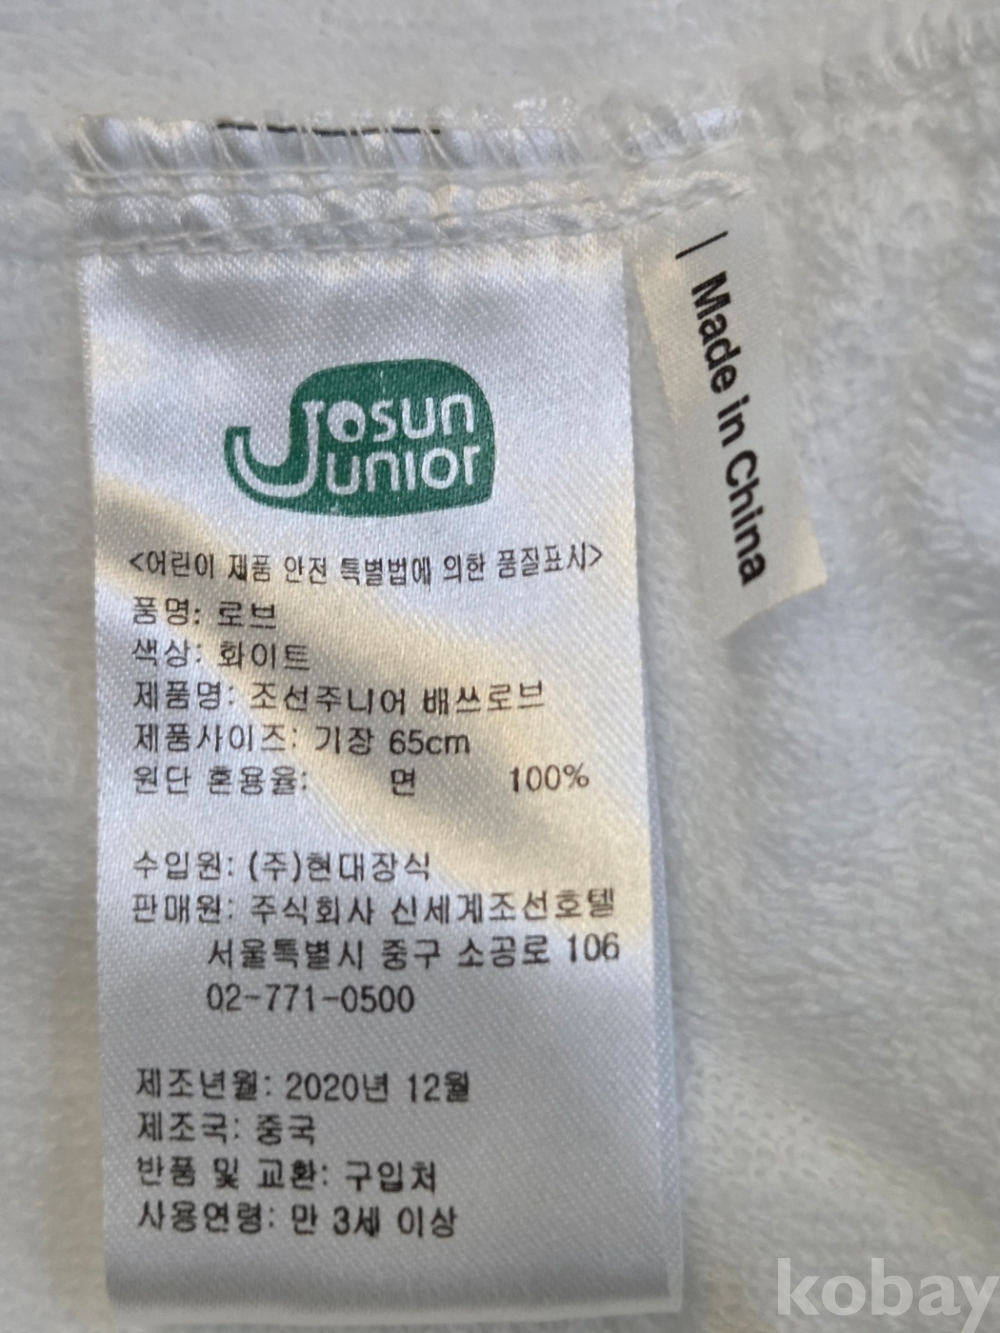 Josun
Junior
<어린이 제품 안전 특별법에 의한 품질표시>
품명: 로브
색상: 화이트
제품명: 조선주니어 배쓰로브
제품사이즈: 기장 65cm
원단 혼용율: 면 100%
수입원: (주)현대장식
판매원: 주식회사 신세계조선호텔
서울특별시 중구 소공로 106
02-771-0500
제조년월: 2020년 12월
제조국: 중국
반품 및 교환: 구입처
사용연령: 만 3세 이상
Made in China
kobay